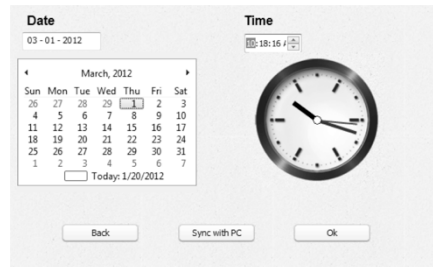 Date
Time
03 - 01 - 2012
:18:16 A
March, 2012
Sun Mon Tue Wed Thu Fri Sat
26 27 28 29 1 2 3
4 5 6 7 8 9 10
11 12 13 14 15 16 17
18 19 20 21 22 23 24
25 26 27 28 29 30 31
1 2 3 4 5 6 7
Today: 1/20/2012
Back
Sync with PC
Ok